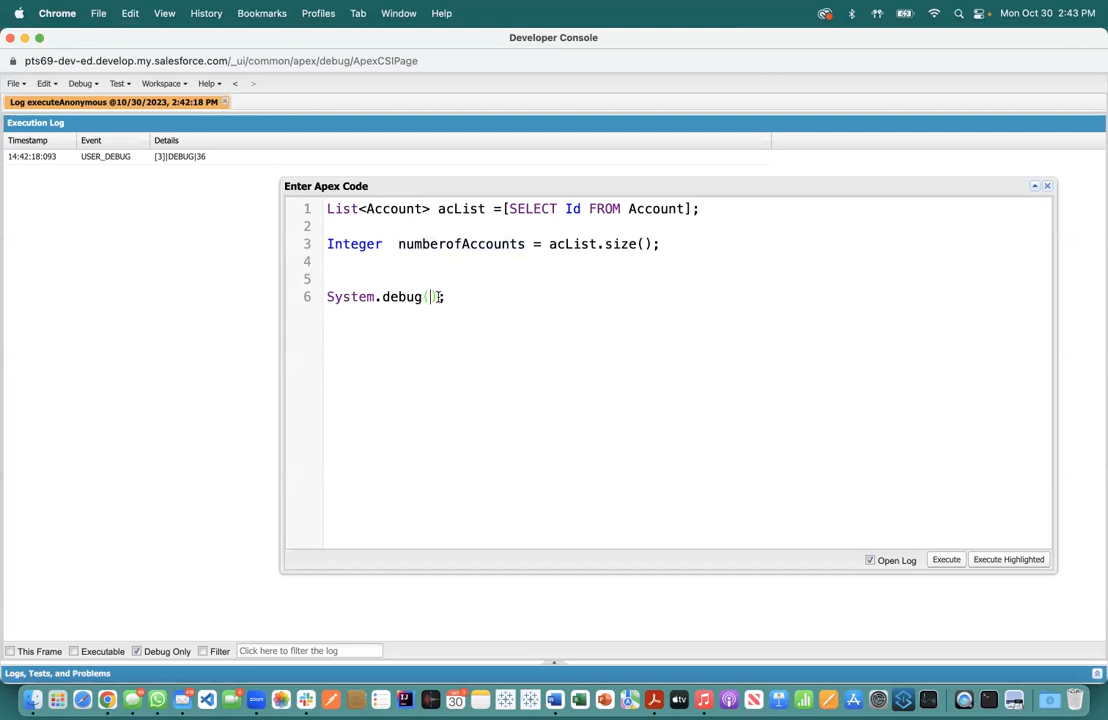 Chrome File Edit View History Bookmarks Profiles Tab Window Help Mon Oct 30 2:43 PM
Developer Console
pts69-dev-ed.develop.my.salesforce.com/_ui/common/apex/debug/ApexCSIPage
File Edit Debug Test Workspace Help < >
Log executeAnonymous @10/30/2023, 2:42:18 PM
Execution Log
Timestamp Event Details
14:42:18:093 USER_DEBUG [3]|DEBUG|36
Enter Apex Code
1 List<Account> acList =[SELECT Id FROM Account];
2
3 Integer  numberofAccounts = acList.size();
4
5
6 System.debug();
Open Log Execute Execute Highlighted
This Frame Executable Debug Only Filter Click here to filter the log
Logs, Tests, and Problems